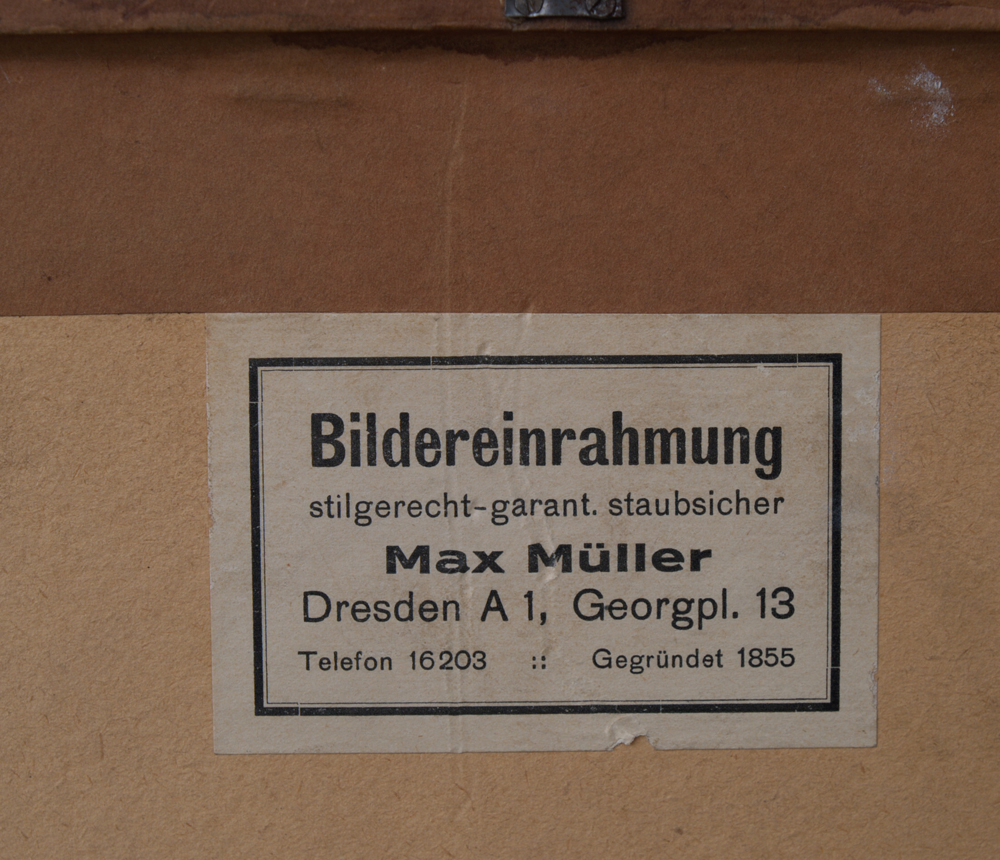 Bildereinrahmung
stilgerecht-garant. staubsicher
Max Müller
Dresden A 1, Georgpl. 13
Telefon 16203 :: Gegründet 1855